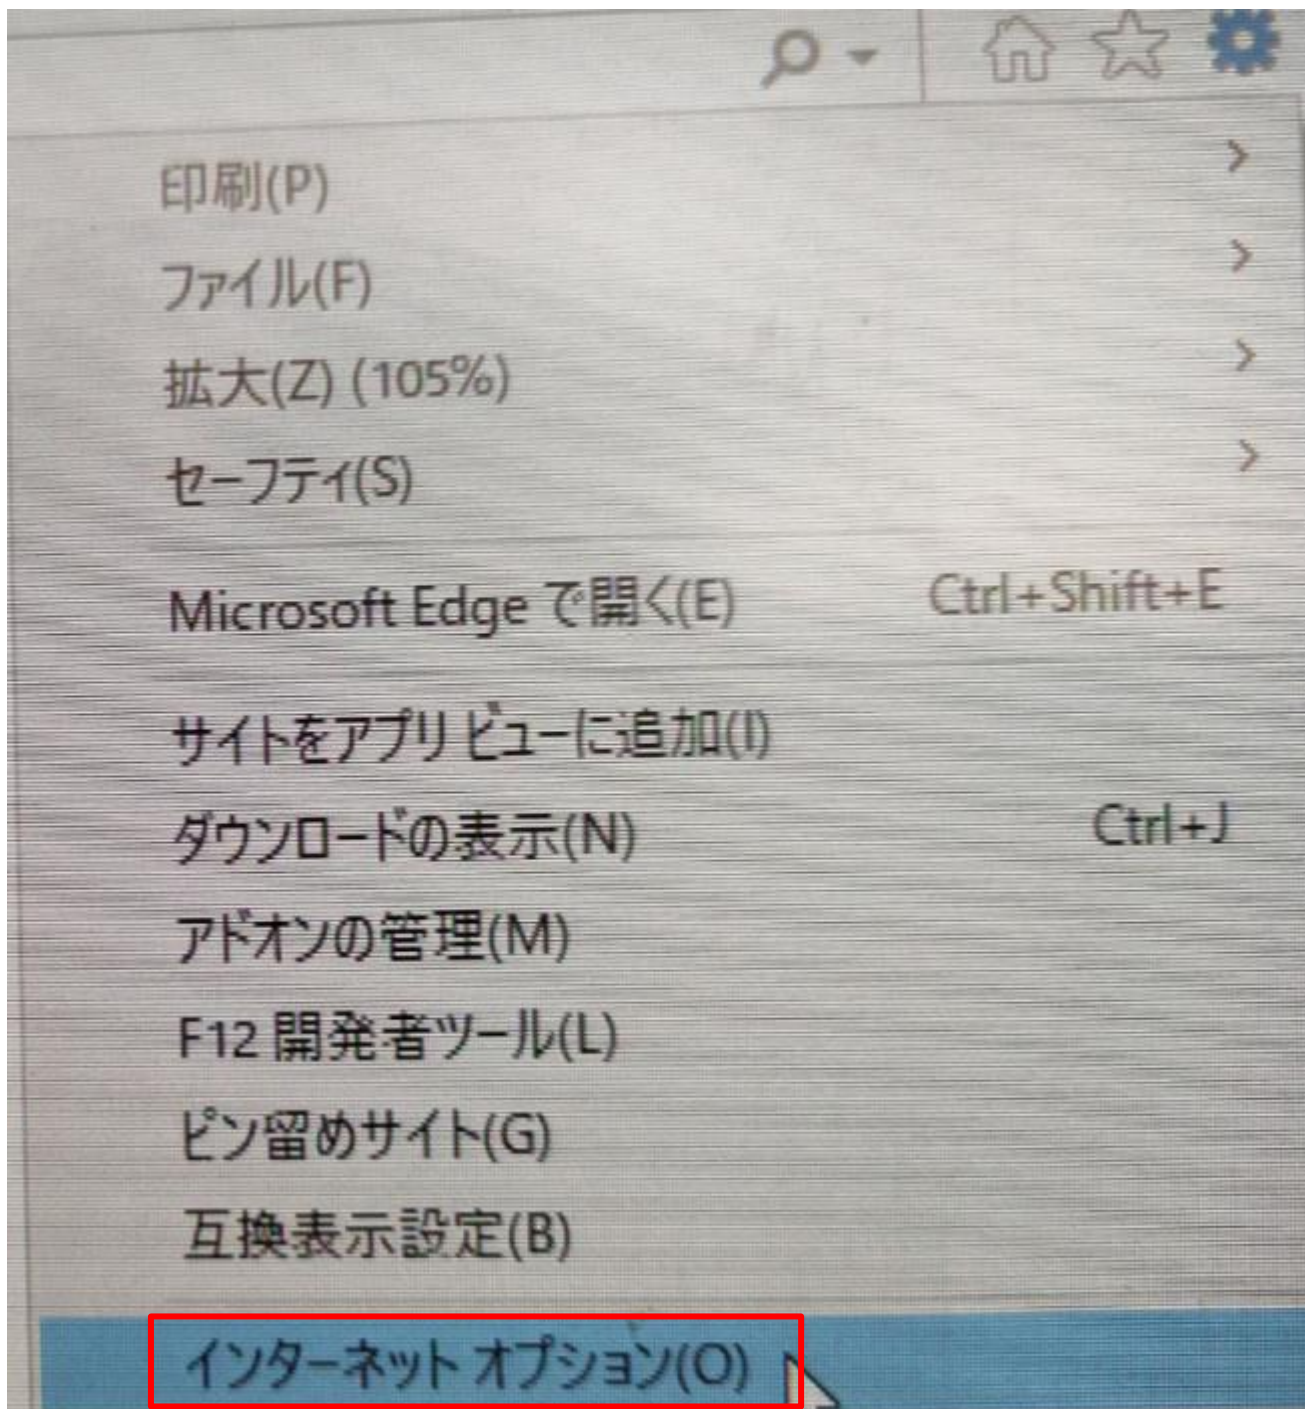 印刷(P)
ファイル(F)
拡大(Z) (105%)
セーフティ(S)
Microsoft Edge で開く(E) Ctrl+Shift+E
サイトをアプリ ビューに追加(I)
ダウンロードの表示(N) Ctrl+J
アドオンの管理(M)
F12 開発者ツール(L)
ピン留めサイト(G)
互換表示設定(B)
インターネット オプション(O)